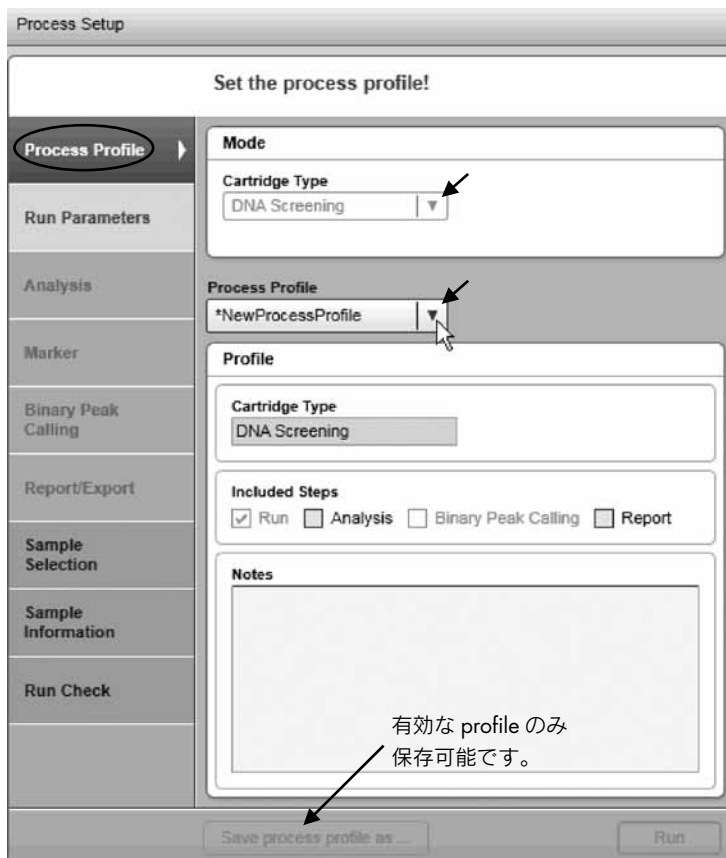 Process Setup
Set the process profile!
Process Profile
Run Parameters
Analysis
Marker
Binary Peak
Calling
Report/Export
Sample
Selection
Sample
Information
Run Check
Mode
Cartridge Type
DNA Screening
Process Profile
*NewProcessProfile
Profile
Cartridge Type
DNA Screening
Included Steps
Run Analysis Binary Peak Calling Report
Notes
有効な profile のみ
保存可能です。
Save process profile as ...
Run